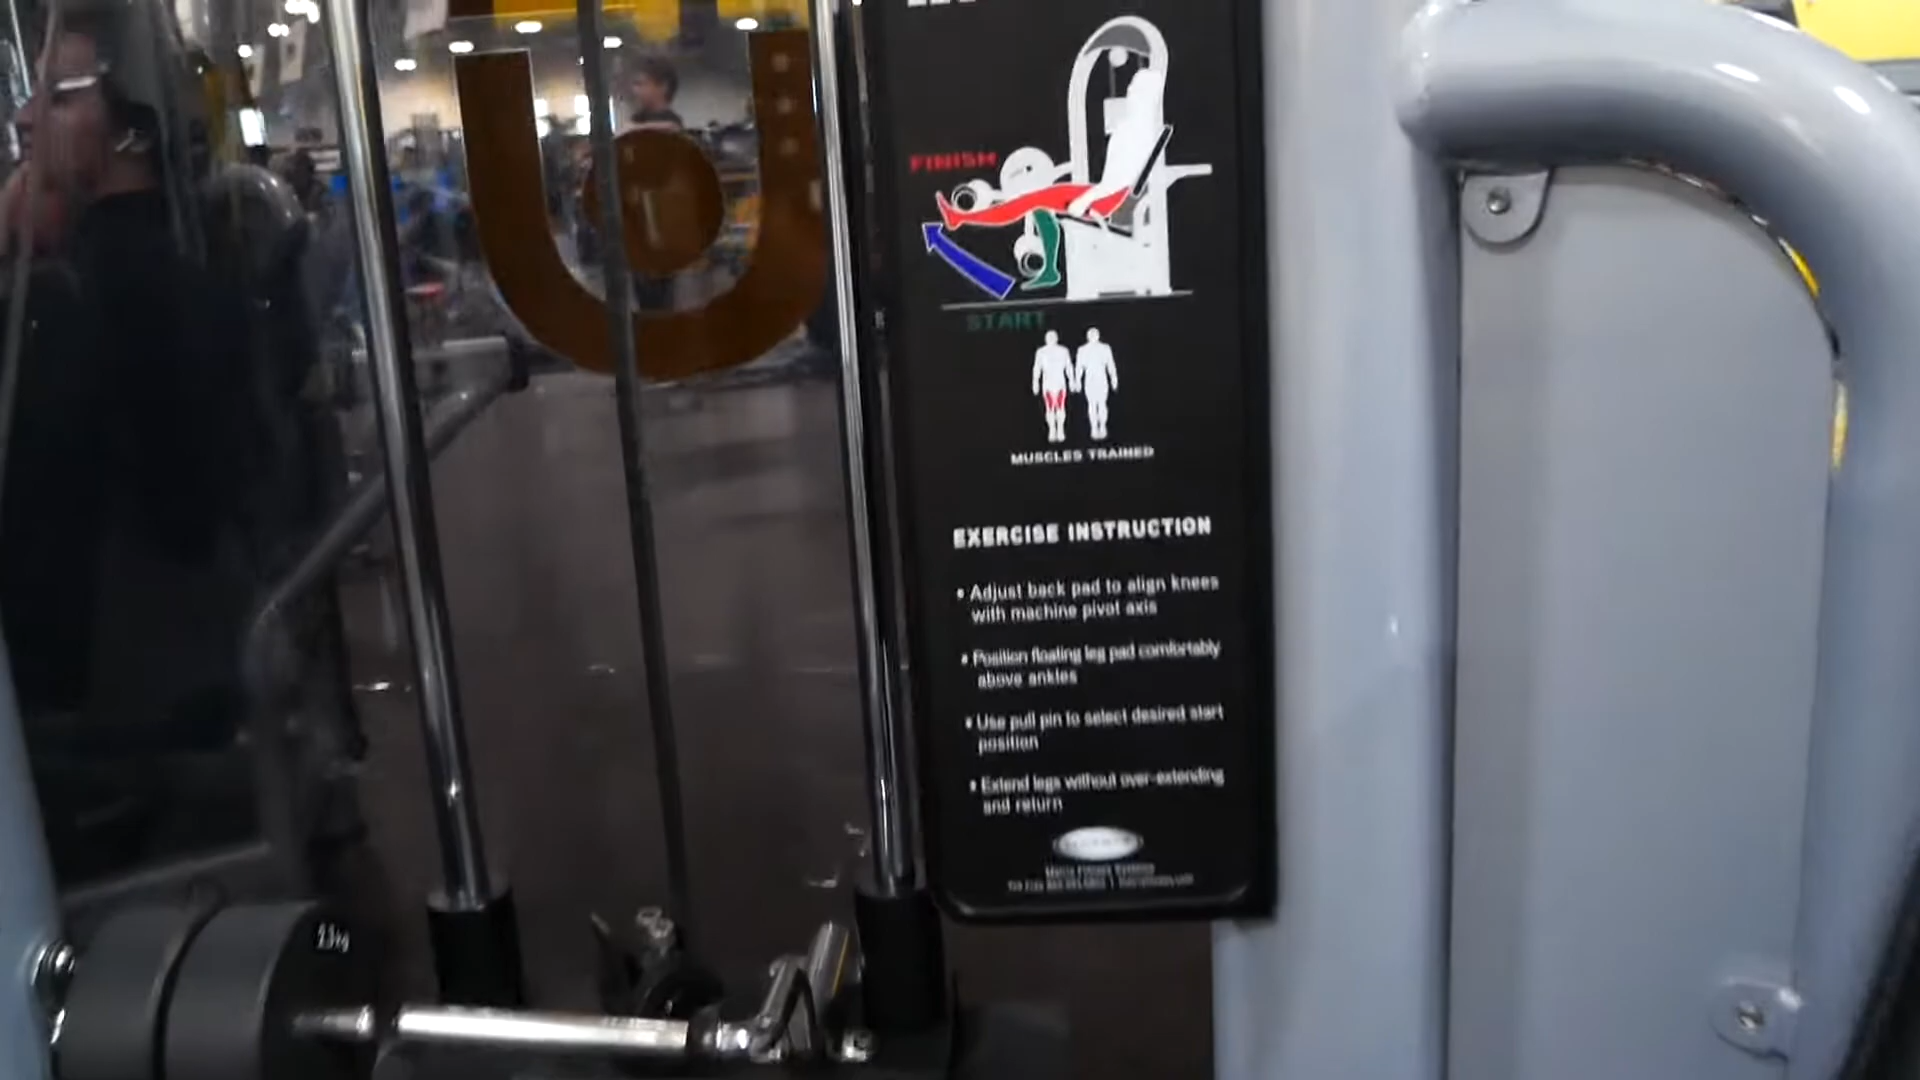 FINISH
START
MUSCLES TRAINED
EXERCISE INSTRUCTION
• Adjust back pad to align knees
with machine pivot axis
• Position floating leg pad comfortably
above ankles
• Use pull pin to select desired start
position
• Extend legs without over-extending
and return